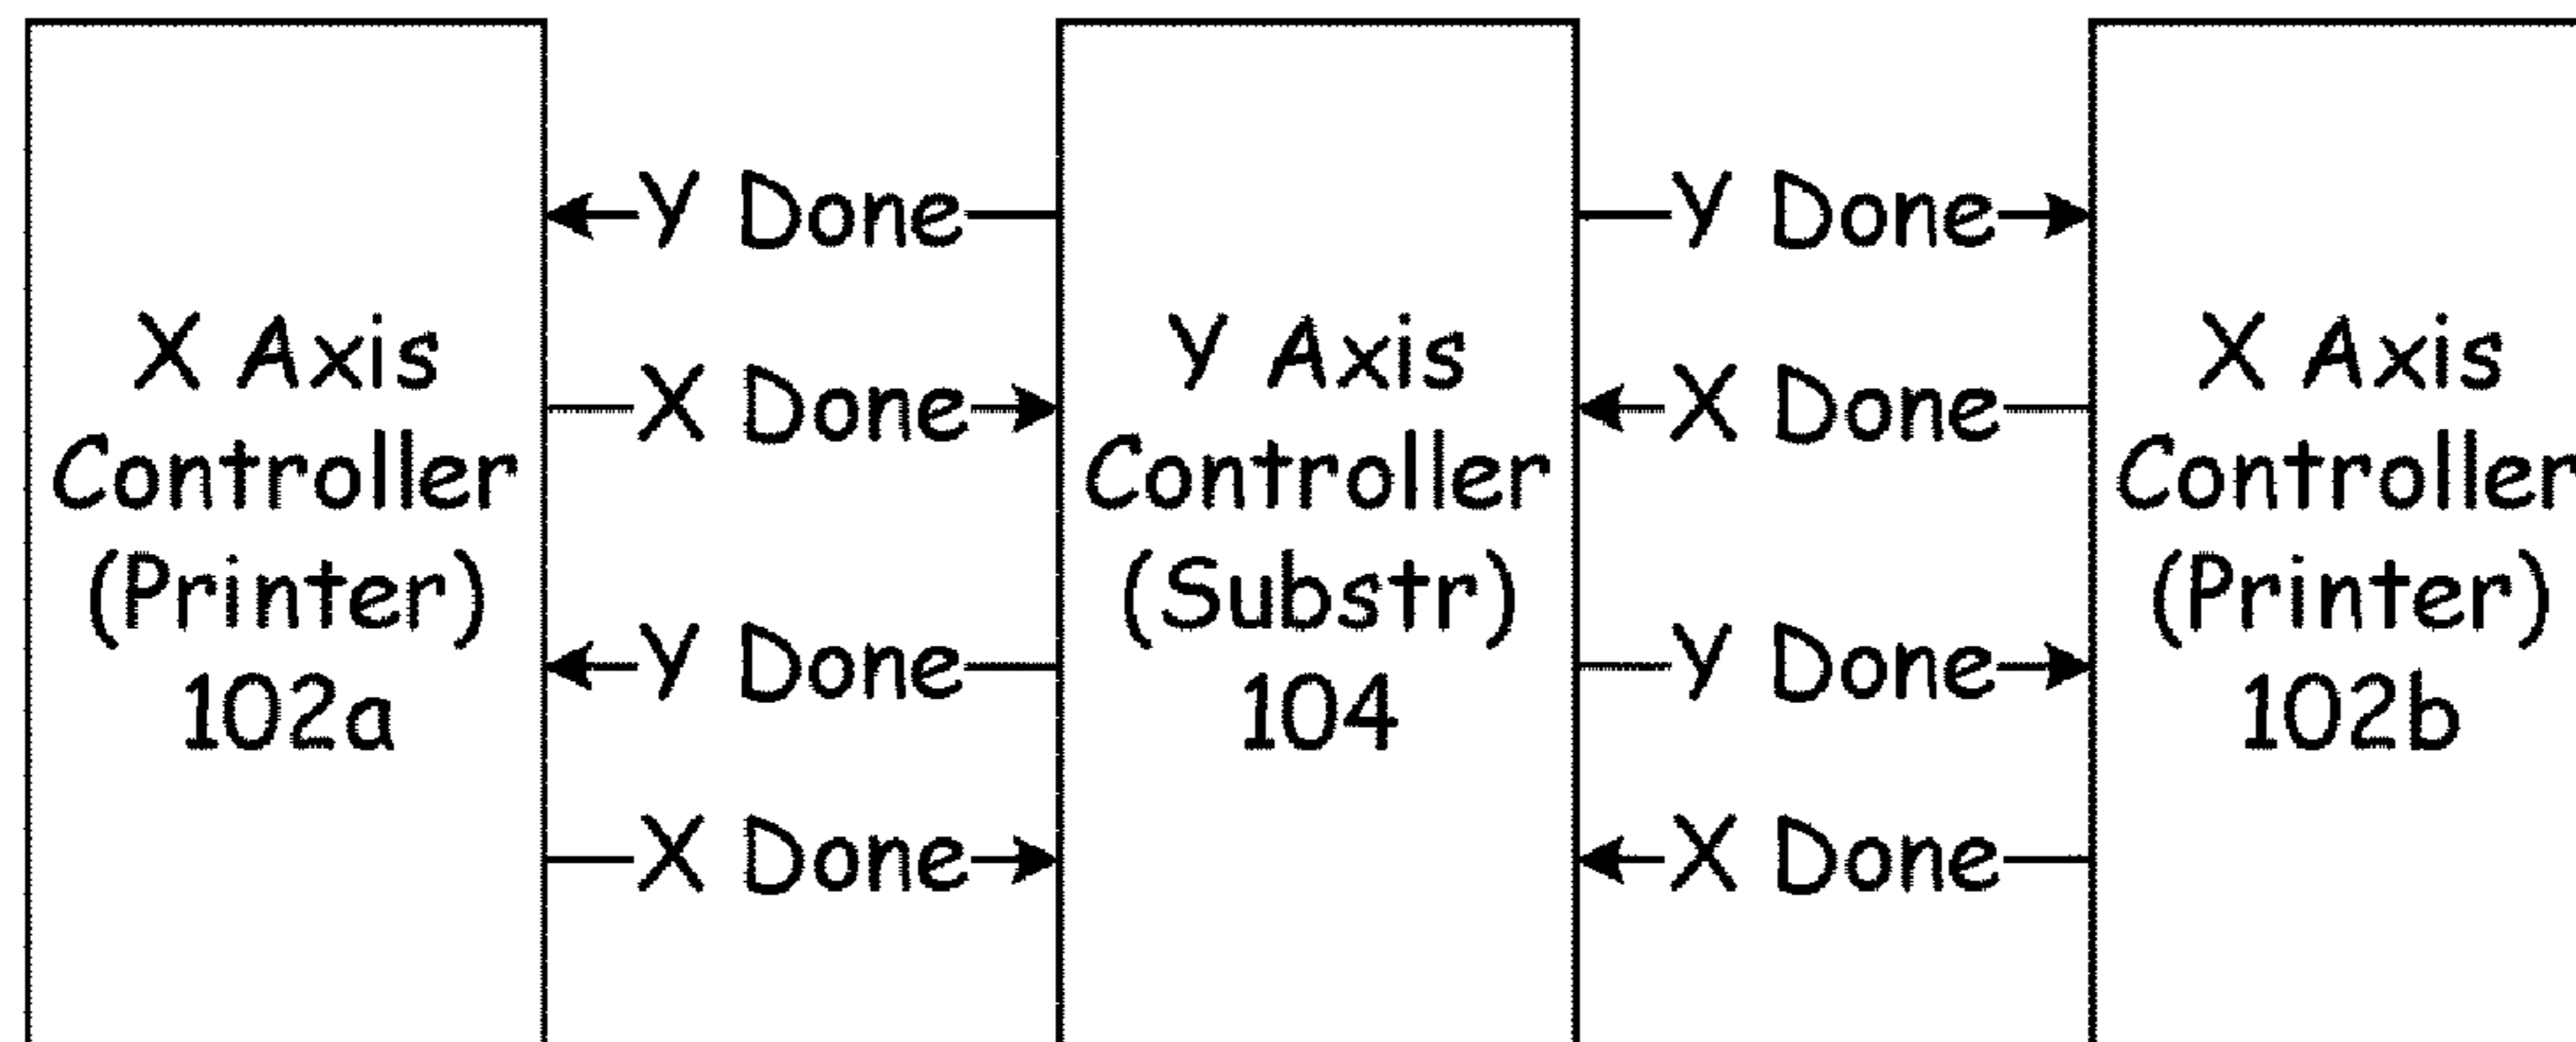 X Axis
Controller
(Printer)
102a
Y Done
X Done
Y Done
X Done
Y Axis
Controller
(Substr)
104
Y Done
X Done
Y Done
X Done
X Axis
Controller
(Printer)
102b